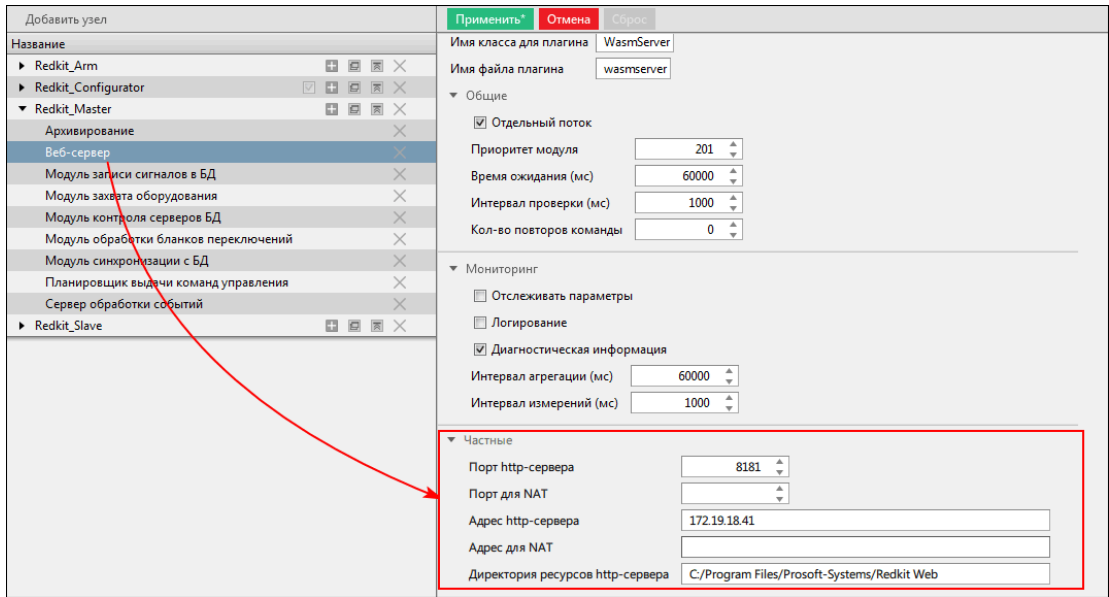 Добавить узел
Название
Redkit_Arm
Redkit_Configurator
Redkit_Master
Архивирование
Веб-сервер
Модуль записи сигналов в БД
Модуль захвата оборудования
Модуль контроля серверов БД
Модуль обработки бланков переключений
Модуль синхронизации с БД
Планировщик выдачи команд управления
Сервер обработки событий
Redkit_Slave
Применить* Отмена Сброс
Имя класса для плагина WasmServer
Имя файла плагина wasmserver
Общие
Отдельный поток
Приоритет модуля 201
Время ожидания (мс) 60000
Интервал проверки (мс) 1000
Кол-во повторов команды 0
Мониторинг
Отслеживать параметры
Логирование
Диагностическая информация
Интервал агрегации (мс) 60000
Интервал измерений (мс) 1000
Частные
Порт http-сервера 8181
Порт для NAT
Адрес http-сервера 172.19.18.41
Адрес для NAT
Директория ресурсов http-сервера C:/Program Files/Prosoft-Systems/Redkit Web